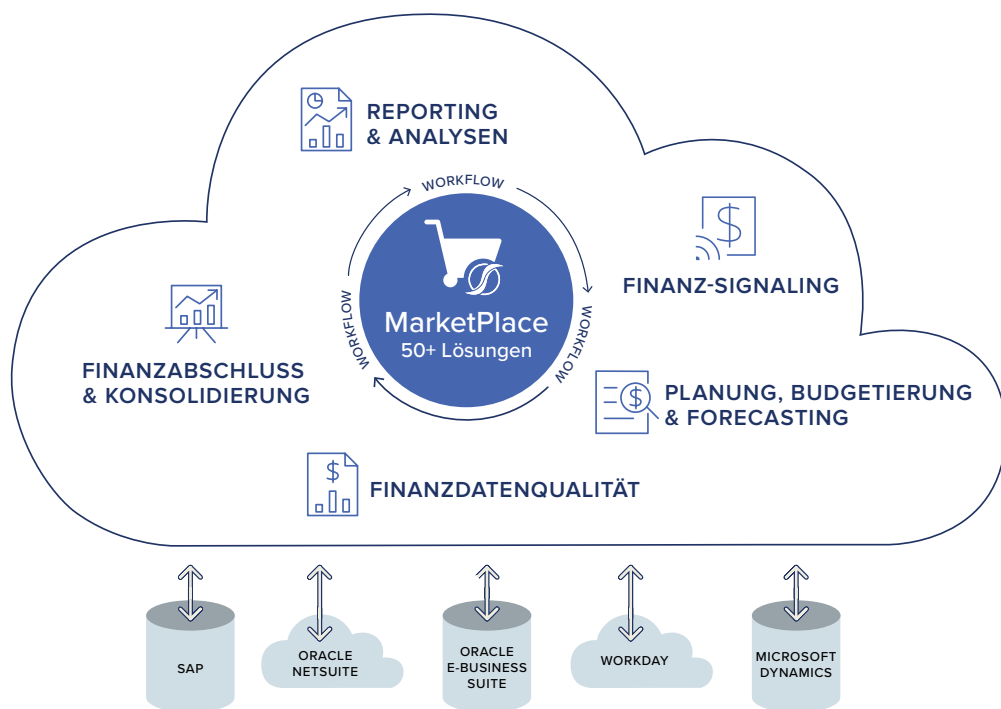 REPORTING
& ANALYSEN
WORKFLOW
FINANZ-SIGNALING
WORKFLOW
WORKFLOW
MarketPlace
50+ Lösungen
FINANZABSCHLUSS
& KONSOLIDIERUNG
PLANUNG, BUDGETIERUNG
& FORECASTING
FINANZDATENQUALITÄT
SAP
ORACLE
NETSUITE
ORACLE
E-BUSINESS
SUITE
WORKDAY
MICROSOFT
DYNAMICS